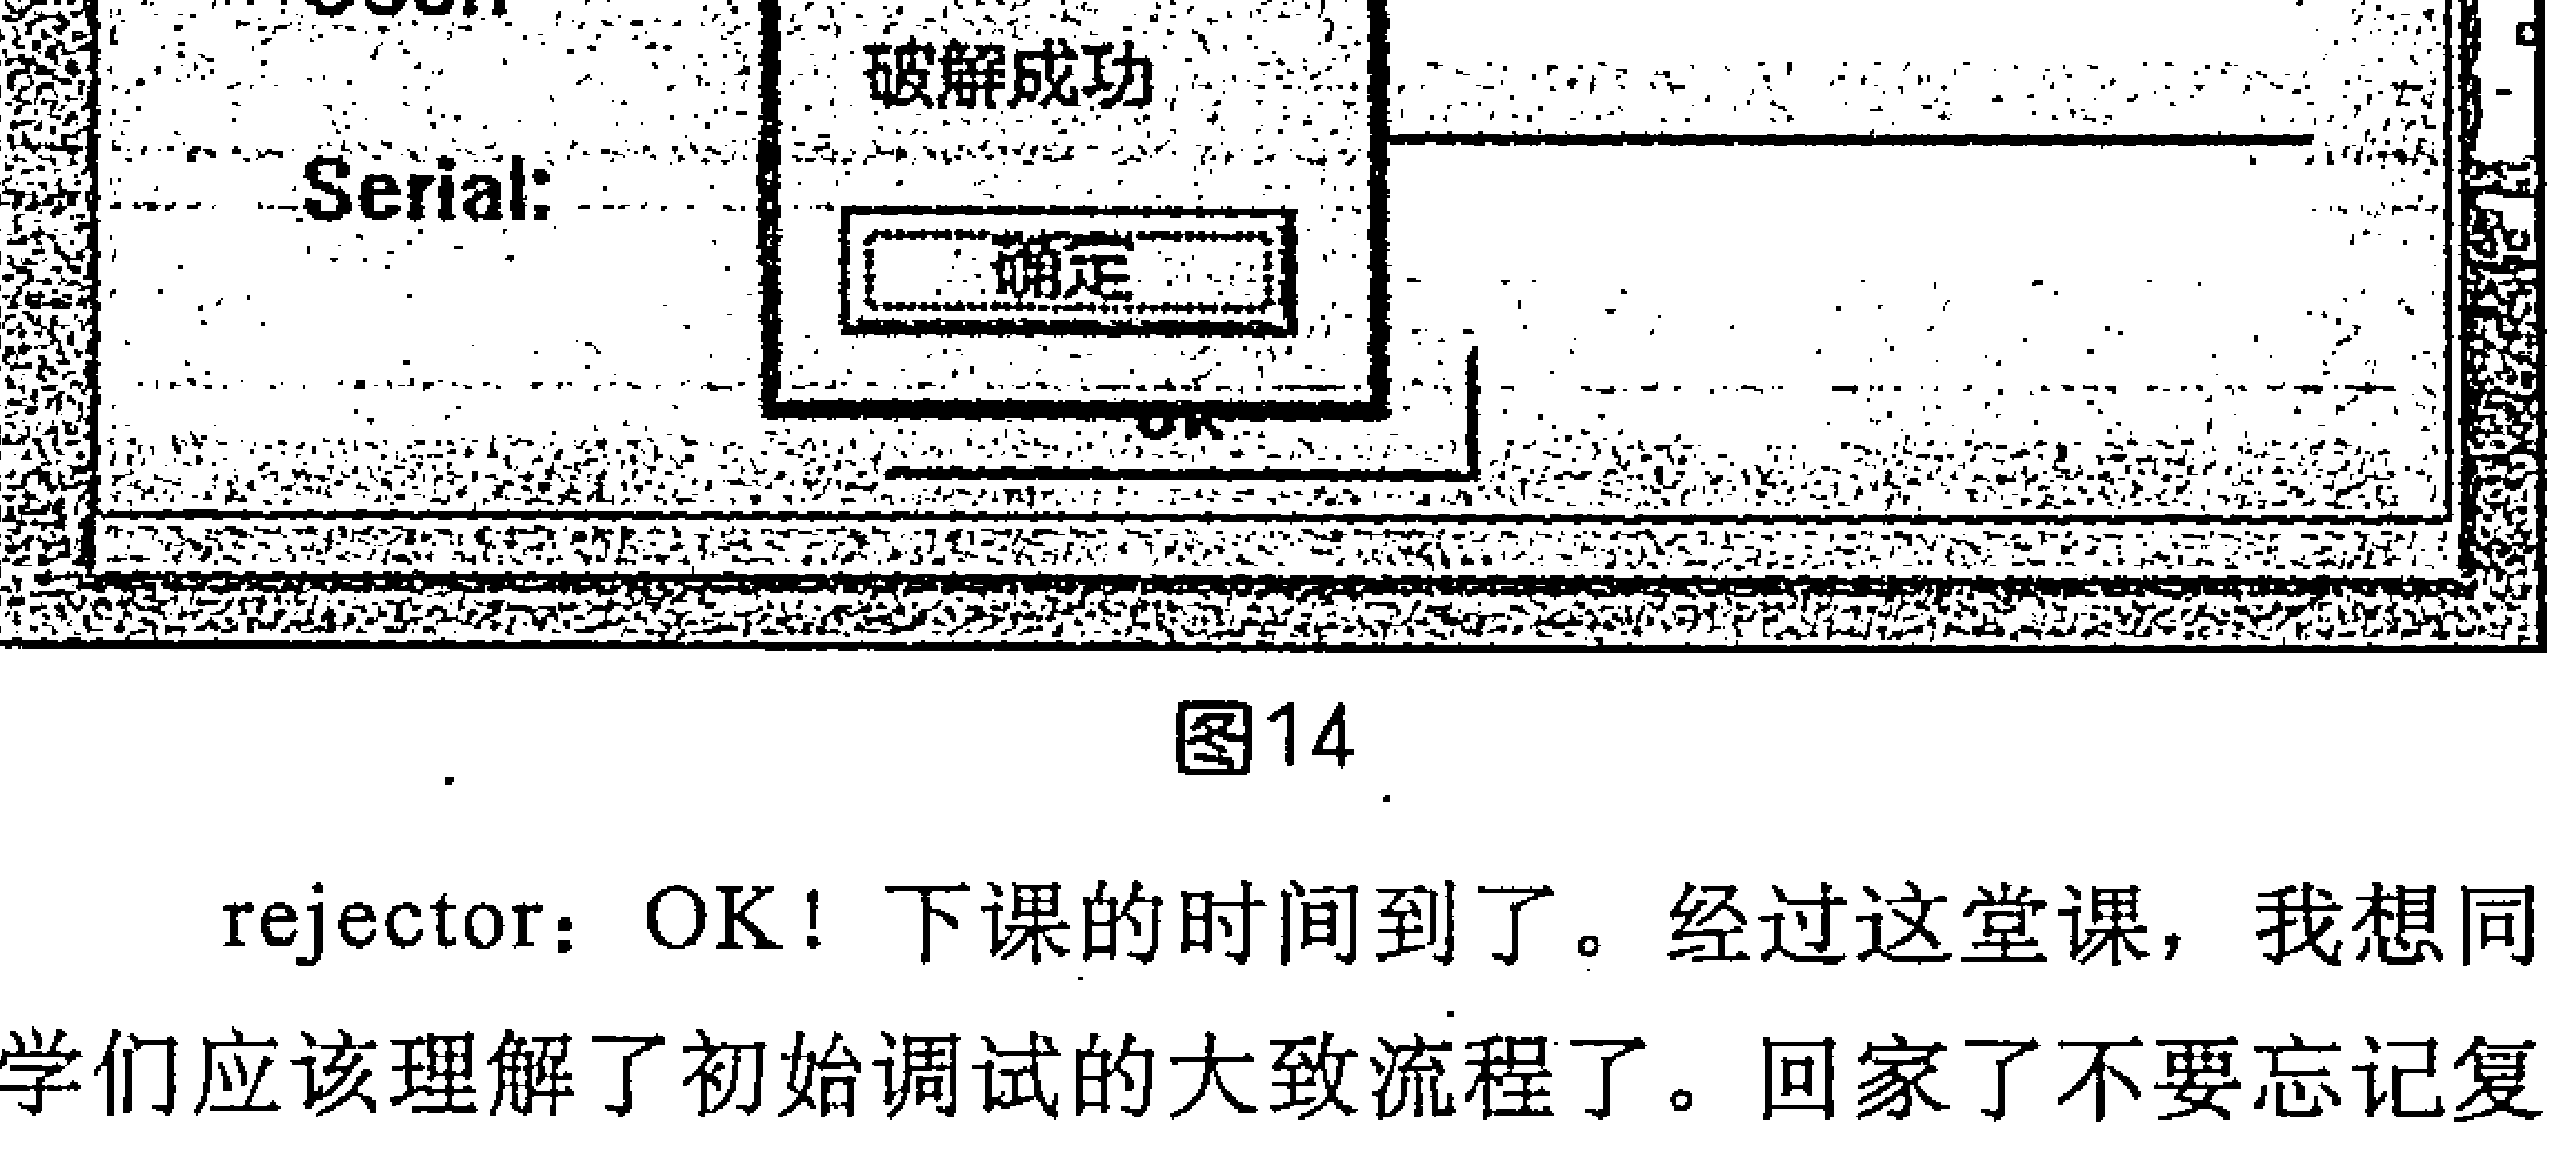 破解成功
Serial:
确定
OK
图14
rejector：OK！下课的时间到了。经过这堂课，我想同
学们应该理解了初始调试的大致流程了。回家了不要忘记复